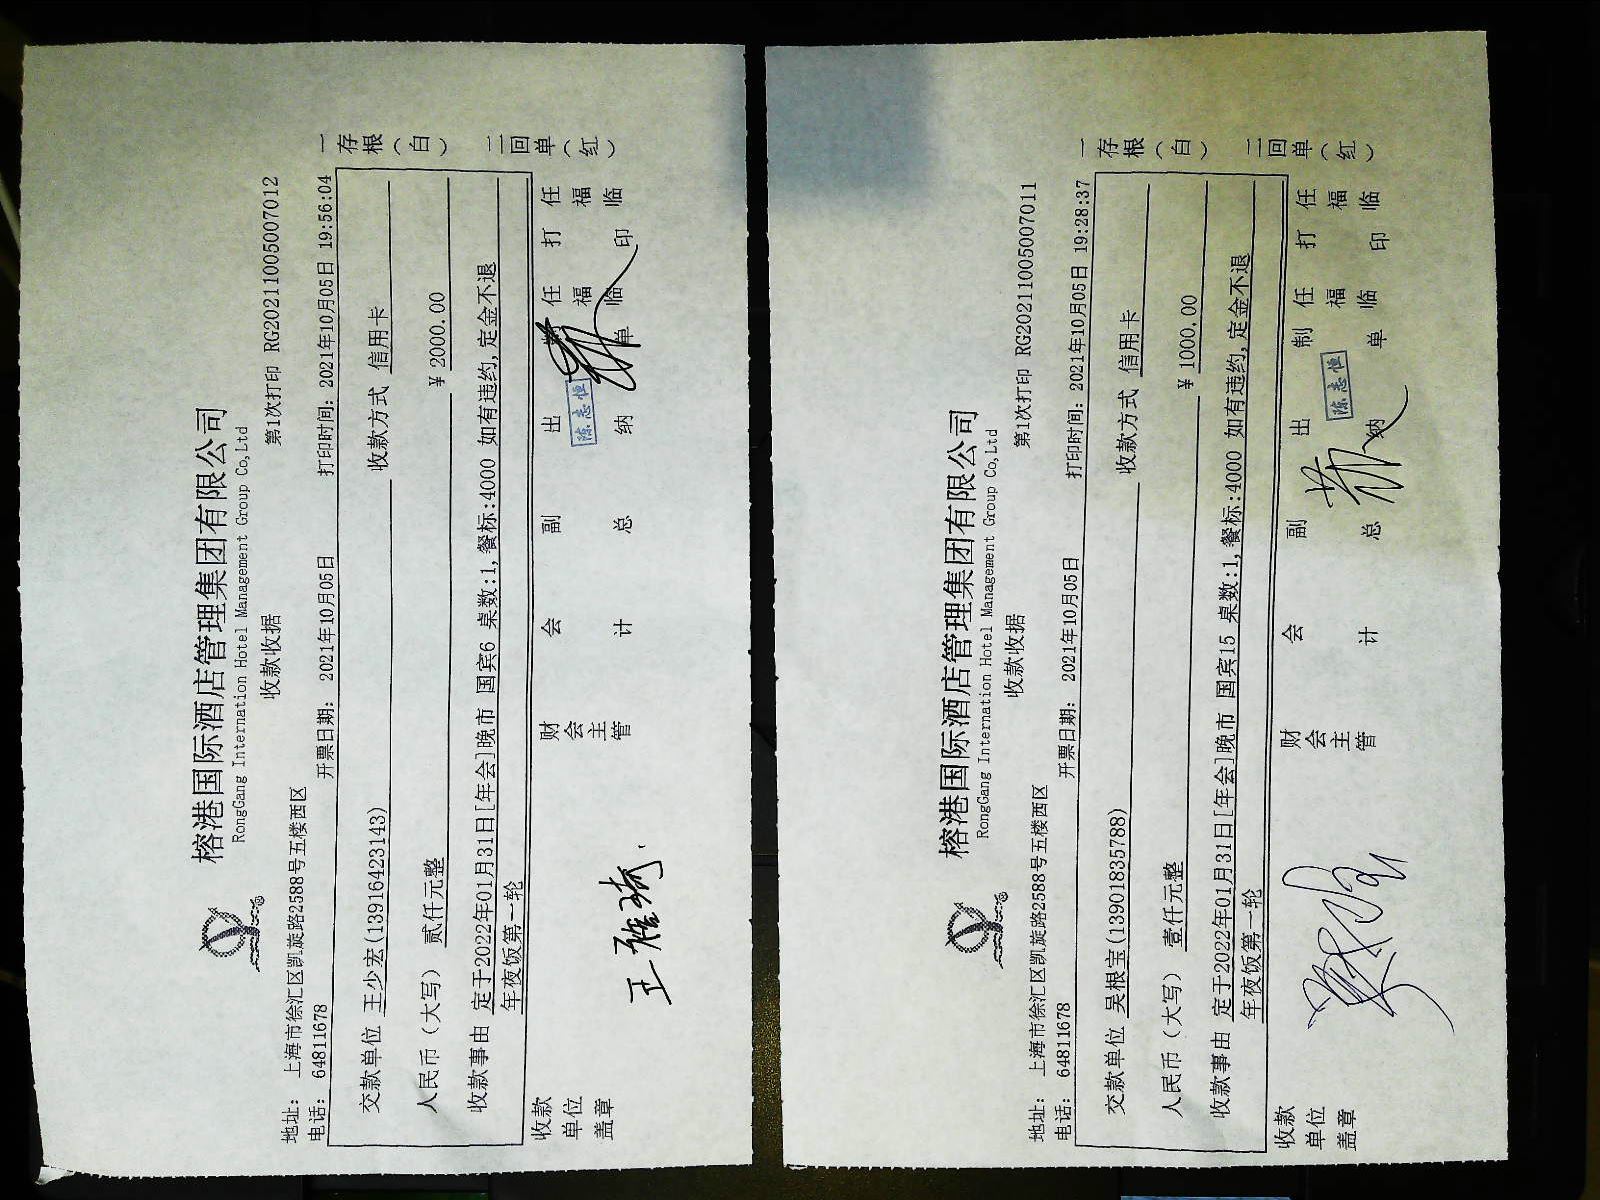 榕港国际酒店管理集团有限公司
RongGang International Hotel Management Group Co,Ltd
收款收据
第1次打印 RG20211005007012
地址: 上海市徐汇区凯旋路2588号五楼西区
电话: 64811678 开票日期: 2021年10月05日 打印时间: 2021年10月05日 19:56:04
交款单位 王少宏(13916423143) 收款方式 信用卡
人民币(大写) 贰仟元整 ¥2000.00
收款事由 定于2022年01月31日[年会]晚市 国宾6 桌数:1,餐标:4000 如有违约,定金不退
年夜饭第一轮
收款单位盖章 财会主管 会计 副总 出纳 单 任福临 打印 任福临
陈志恒
一存根(白) 二回单(红)
榕港国际酒店管理集团有限公司
RongGang International Hotel Management Group Co,Ltd
收款收据
第1次打印 RG20211005007011
地址: 上海市徐汇区凯旋路2588号五楼西区
电话: 64811678 开票日期: 2021年10月05日 打印时间: 2021年10月05日 19:28:37
交款单位 吴根宝(13901835788) 收款方式 信用卡
人民币(大写) 壹仟元整 ¥1000.00
收款事由 定于2022年01月31日[年会]晚市 国宾15 桌数:1,餐标:4000 如有违约,定金不退
年夜饭第一轮
收款单位盖章 财会主管 会计 副总 出纳 制单 任福临 打印 任福临
陈志恒
一存根(白) 二回单(红)